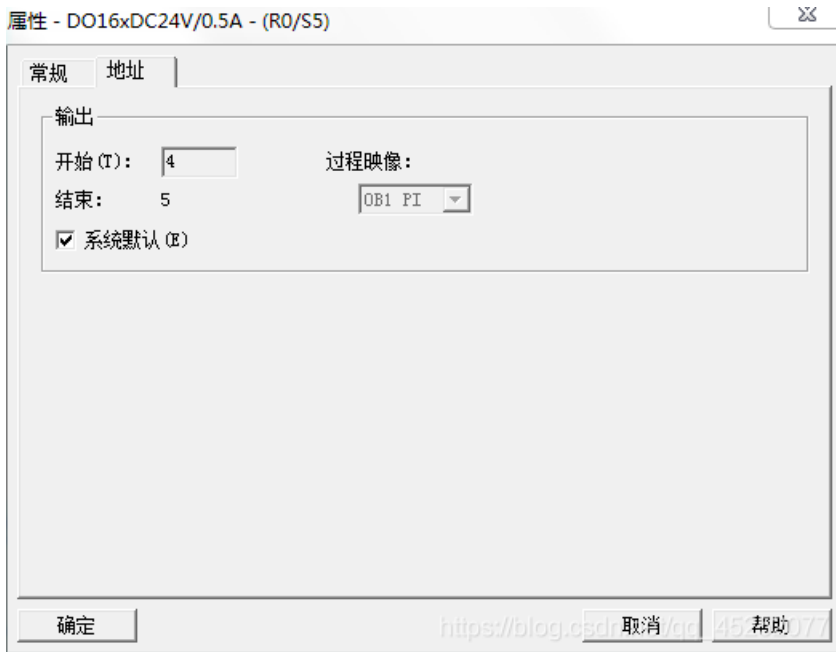 属性 - DO16xDC24V/0.5A - (R0/S5)
常规 地址
输出
开始(T): 4 过程映像:
结束: 5 OB1 PI
系统默认(E)
确定 取消 帮助